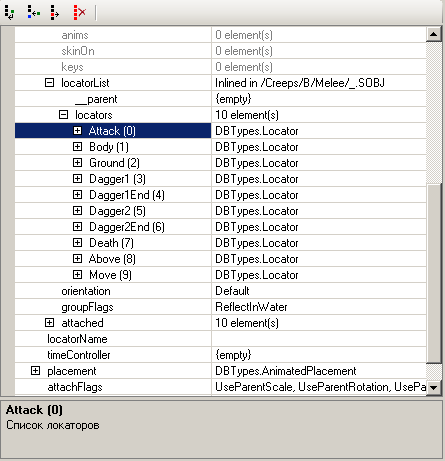 anims 0 element(s)
skinOn 0 element(s)
keys 0 element(s)
locatorList Inlined in /Creeps/B/Melee/_.SOBJ
__parent {empty}
locators 10 element(s)
Attack (0) DBTypes.Locator
Body (1) DBTypes.Locator
Ground (2) DBTypes.Locator
Dagger1 (3) DBTypes.Locator
Dagger1End (4) DBTypes.Locator
Dagger2 (5) DBTypes.Locator
Dagger2End (6) DBTypes.Locator
Death (7) DBTypes.Locator
Above (8) DBTypes.Locator
Move (9) DBTypes.Locator
orientation Default
groupFlags ReflectInWater
attached 10 element(s)
locatorName
timeController {empty}
placement DBTypes.AnimatedPlacement
attachFlags UseParentScale, UseParentRotation, UsePa
Attack (0)
Список локаторов